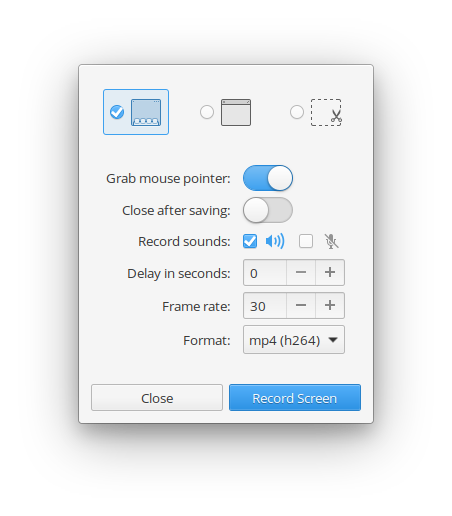 Grab mouse pointer:
Close after saving:
Record sounds:
Delay in seconds: 0
Frame rate: 30
Format: mp4 (h264)
Close Record Screen